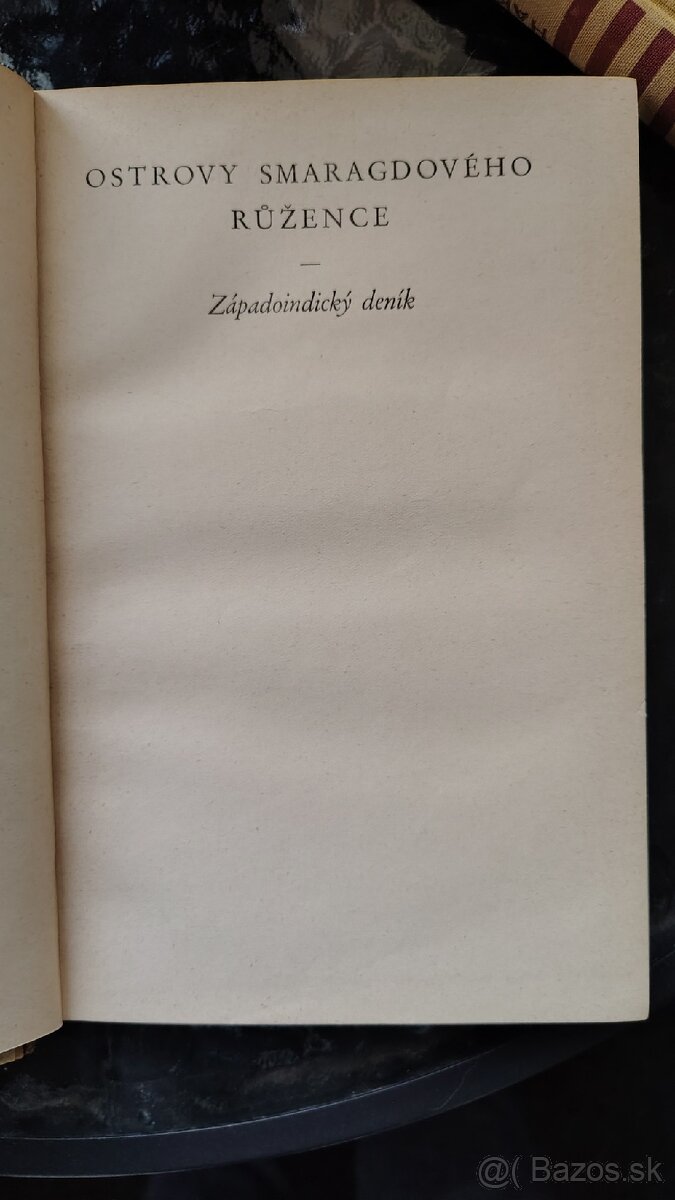 OSTROVY SMARAGDOVÉHO
RŮŽENCE
—
Západoindický deník
@( Bazos.sk